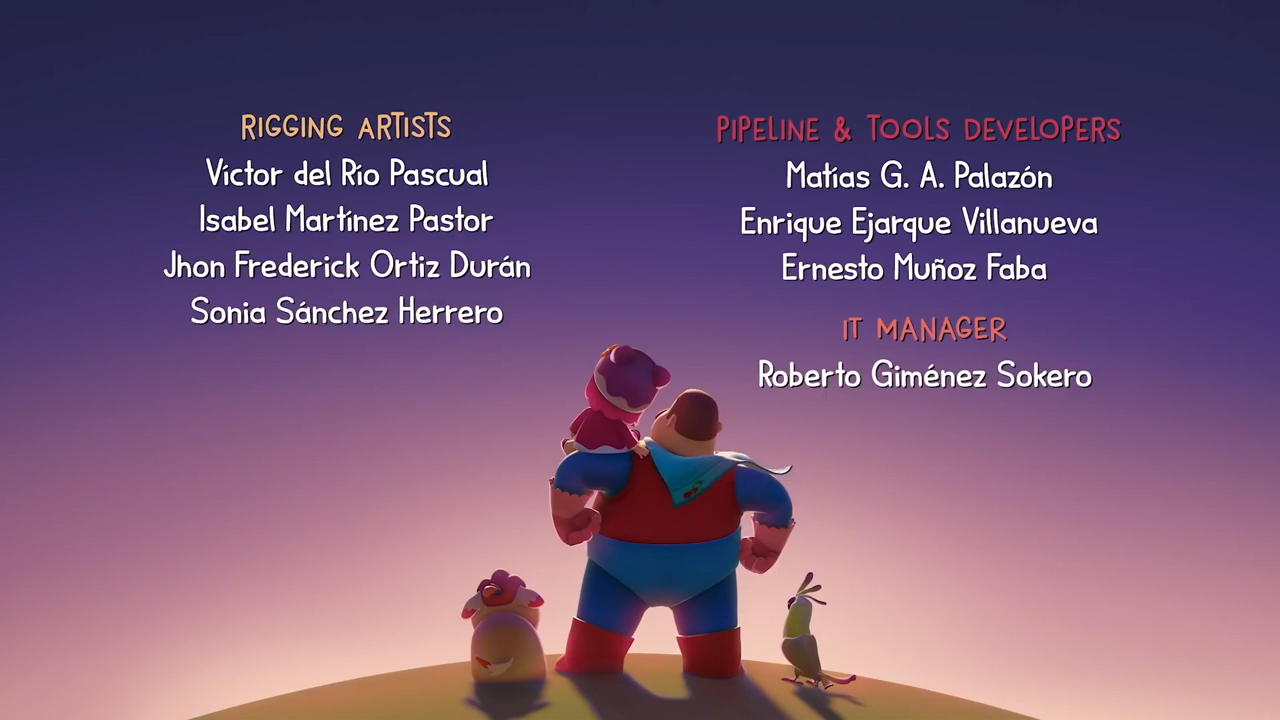 RIGGING ARTISTS
Víctor del Río Pascual
Isabel Martínez Pastor
Jhon Frederick Ortiz Durán
Sonia Sánchez Herrero
PIPELINE & TOOLS DEVELOPERS
Matías G. A. Palazón
Enrique Ejarque Villanueva
Ernesto Muñoz Faba
IT MANAGER
Roberto Giménez Sokero